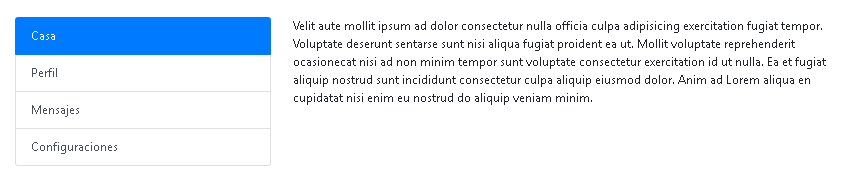 Casa
Perfil
Mensajes
Configuraciones
Velit aute mollit ipsum ad dolor consectetur nulla officia culpa adipisicing exercitation fugiat tempor.
Voluptate deserunt sentarse sunt nisi aliqua fugiat proident ea ut. Mollit voluptate reprehenderit
ocasionecat nisi ad non minim tempor sunt voluptate consectetur exercitation id ut nulla. Ea et fugiat
aliquip nostrud sunt incididunt consectetur culpa aliquip eiusmod dolor. Anim ad Lorem aliqua en
cupidatat nisi enim eu nostrud do aliquip veniam minim.